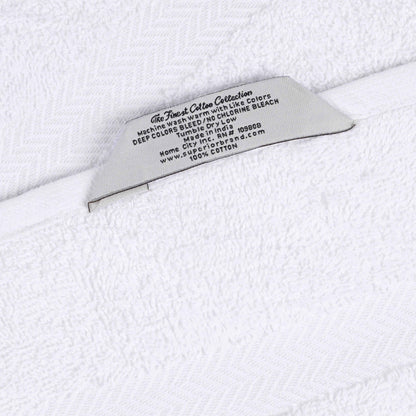 The Finest Cotton Collection
Machine wash warm with Like Colors
DEEP COLORS BLEED/NO CHLORINE BLEACH
Tumble Dry Low
Made in India
Home City Inc. RN# 109808
www.superiorbrand.com
100% COTTON